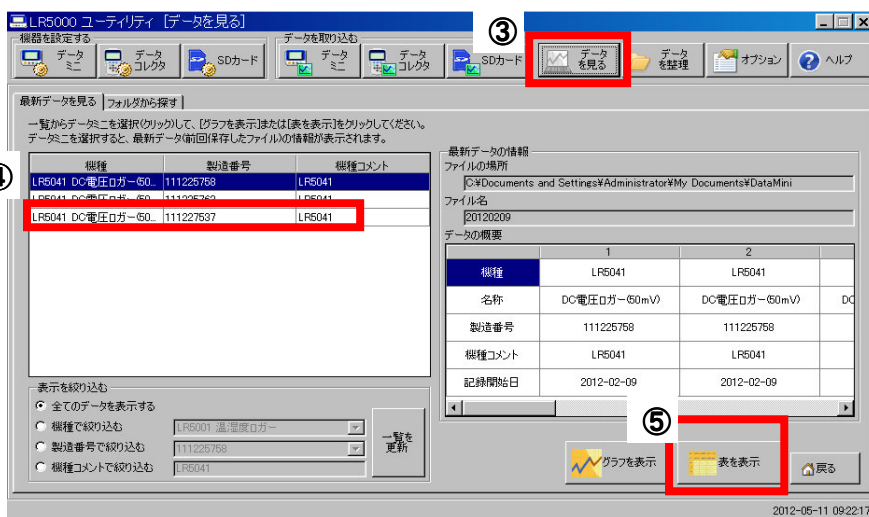 LR5000 ユーティリティ [データを見る]
機器を設定する
データを取り込む
③
データミニ
データコレクタ
SDカード
データミニ
データコレクタ
SDカード
データを見る
データを整理
オプション
ヘルプ
最新データを見る
フォルダから探す
一覧からデータミニを選択(クリック)して、[グラフを表示]または[表を表示]をクリックしてください。
データミニを選択すると、最新データ(前回保存したファイル)の情報が表示されます。
④
機種 製造番号 機種コメント
LR5041 DC電圧ロガー(50... 111225758 LR5041
LR5041 DC電圧ロガー(50... 111225762 LR5041
LR5041 DC電圧ロガー(50... 111227537 LR5041
最新データの情報
ファイルの場所
C:¥Documents and Settings¥Administrator¥My Documents¥DataMini
ファイル名
20120209
データの概要
1 2
機種 LR5041 LR5041
名称 DC電圧ロガー(50mV) DC電圧ロガー(50mV) DC
製造番号 111225758 111225758
機種コメント LR5041 LR5041
記録開始日 2012-02-09 2012-02-09
表示を絞り込む
全てのデータを表示する
機種で絞り込む LR5001 温湿度ロガー
製造番号で絞り込む 111225758
機種コメントで絞り込む LR5041
一覧を更新
⑤
グラフを表示
表を表示
戻る
2012-05-11 09:22:17